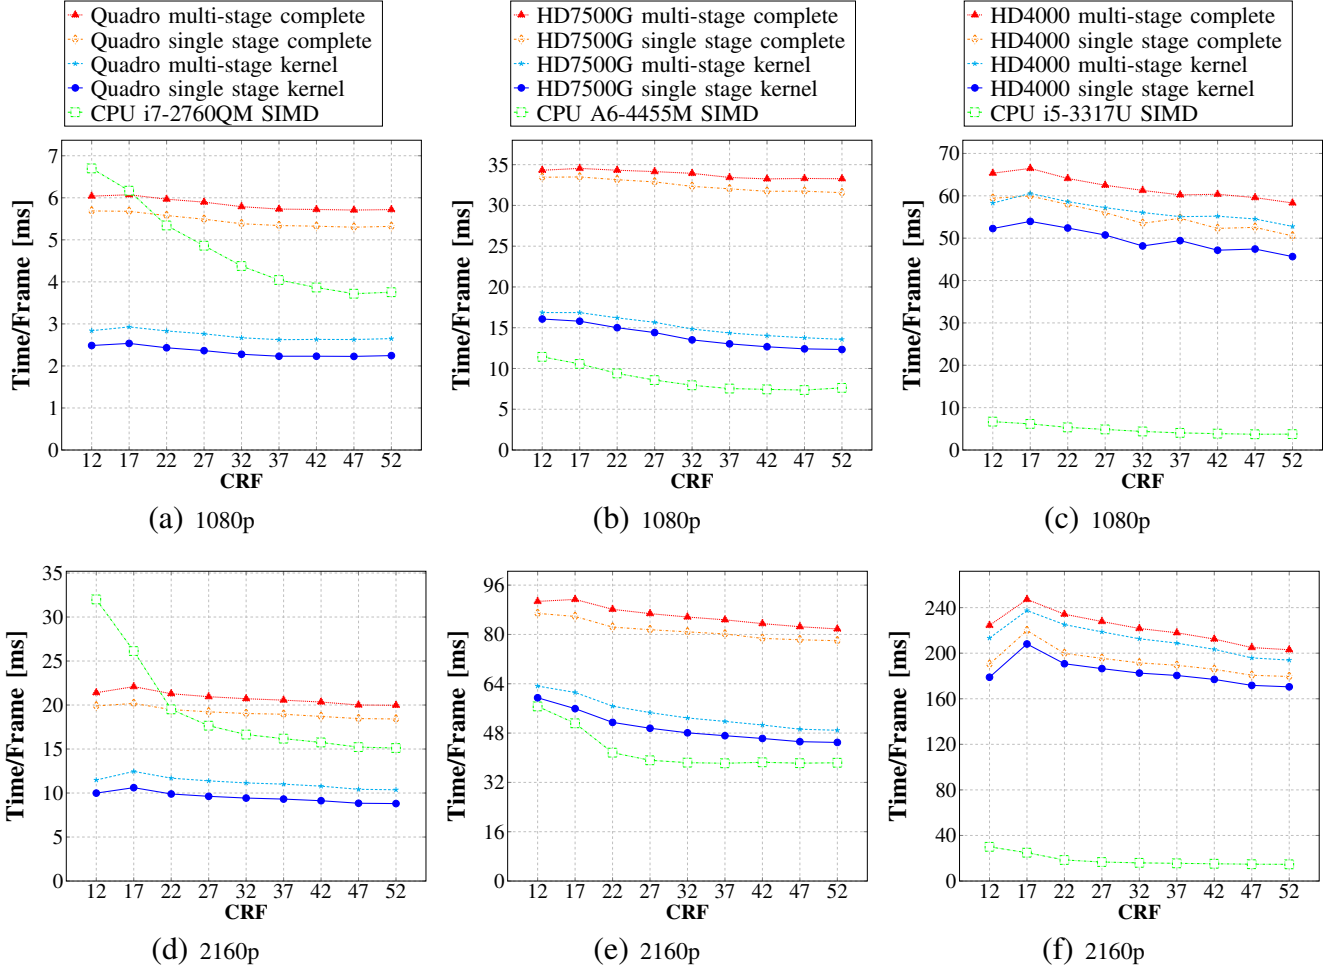 Quadro multi-stage complete
Quadro single stage complete
Quadro multi-stage kernel
Quadro single stage kernel
CPU i7-2760QM SIMD
HD7500G multi-stage complete
HD7500G single stage complete
HD7500G multi-stage kernel
HD7500G single stage kernel
CPU A6-4455M SIMD
HD4000 multi-stage complete
HD4000 single stage complete
HD4000 multi-stage kernel
HD4000 single stage kernel
CPU i5-3317U SIMD
Time/Frame [ms]
7
6
5
4
3
2
1
0
12 17 22 27 32 37 42 47 52
CRF
(a) 1080p
Time/Frame [ms]
35
30
25
20
15
10
5
0
12 17 22 27 32 37 42 47 52
CRF
(b) 1080p
Time/Frame [ms]
70
60
50
40
30
20
10
0
12 17 22 27 32 37 42 47 52
CRF
(c) 1080p
Time/Frame [ms]
35
30
25
20
15
10
5
0
12 17 22 27 32 37 42 47 52
CRF
(d) 2160p
Time/Frame [ms]
96
80
64
48
32
16
0
12 17 22 27 32 37 42 47 52
CRF
(e) 2160p
Time/Frame [ms]
240
200
160
120
80
40
0
12 17 22 27 32 37 42 47 52
CRF
(f) 2160p